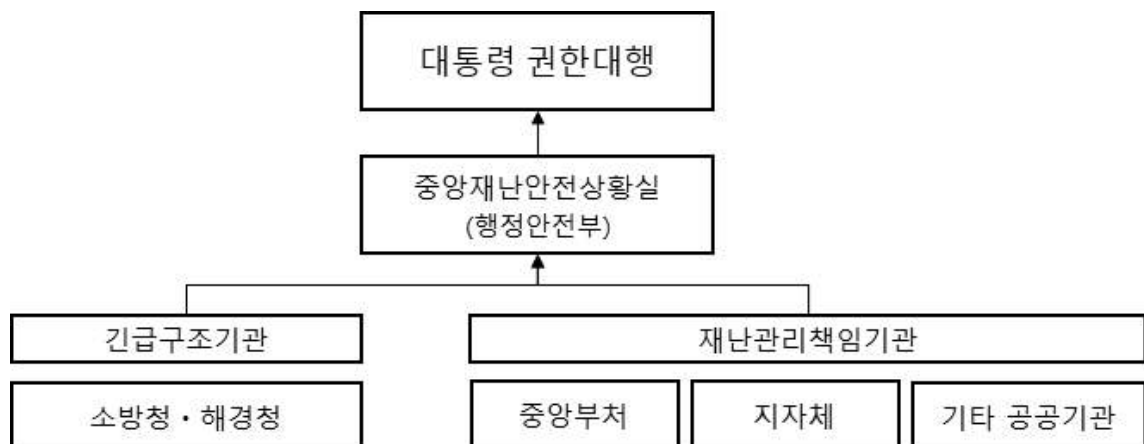 대통령 권한대행
중앙재난안전상황실
(행정안전부)
긴급구조기관
재난관리책임기관
소방청・해경청
중앙부처
지자체
기타 공공기관